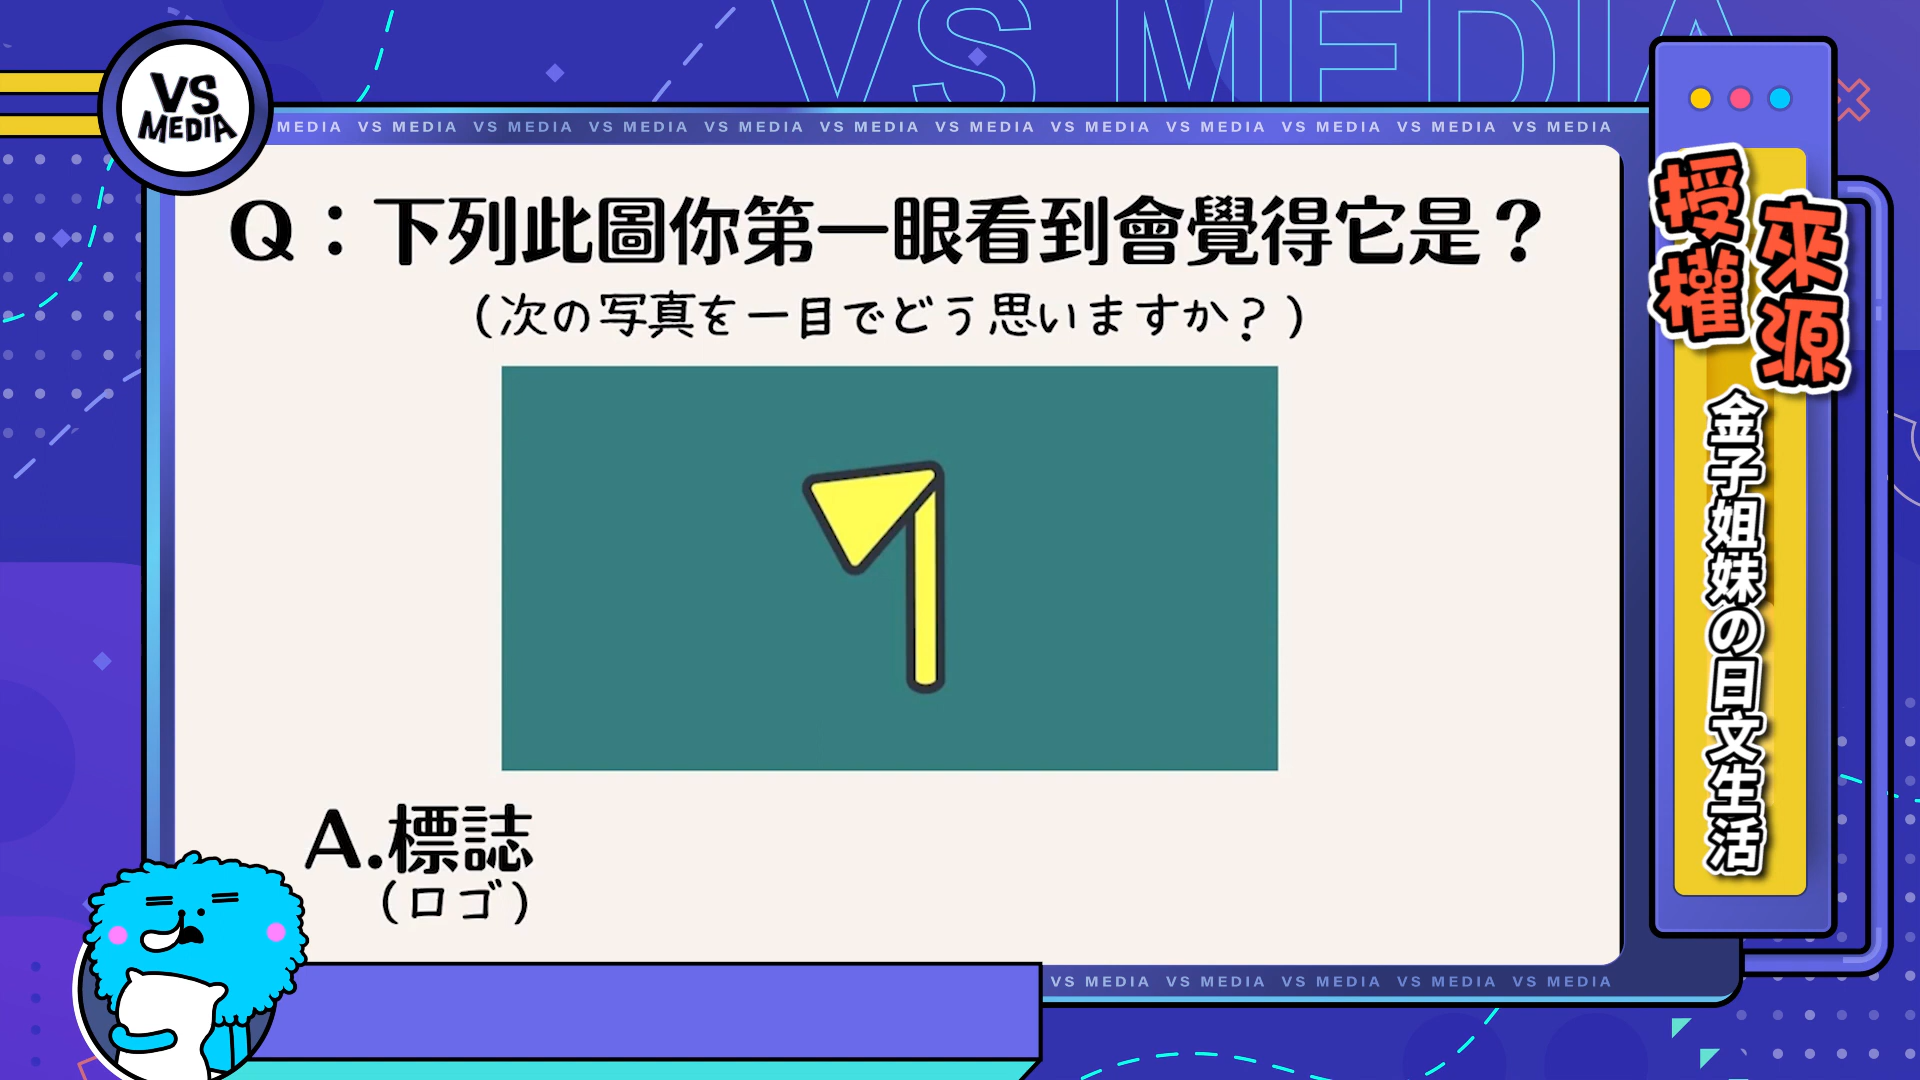 VS MEDIA
VS MEDIA
MEDIA VS MEDIA VS MEDIA VS MEDIA VS MEDIA VS MEDIA VS MEDIA VS MEDIA VS MEDIA VS MEDIA VS MEDIA VS MEDIA
Q：下列此圖你第一眼看到會覺得它是？
（次の写真を一目でどう思いますか？）
A.標誌
（ロゴ）
來源
授權
金子姐妹の日文生活
VS MEDIA VS MEDIA VS MEDIA VS MEDIA VS MEDIA